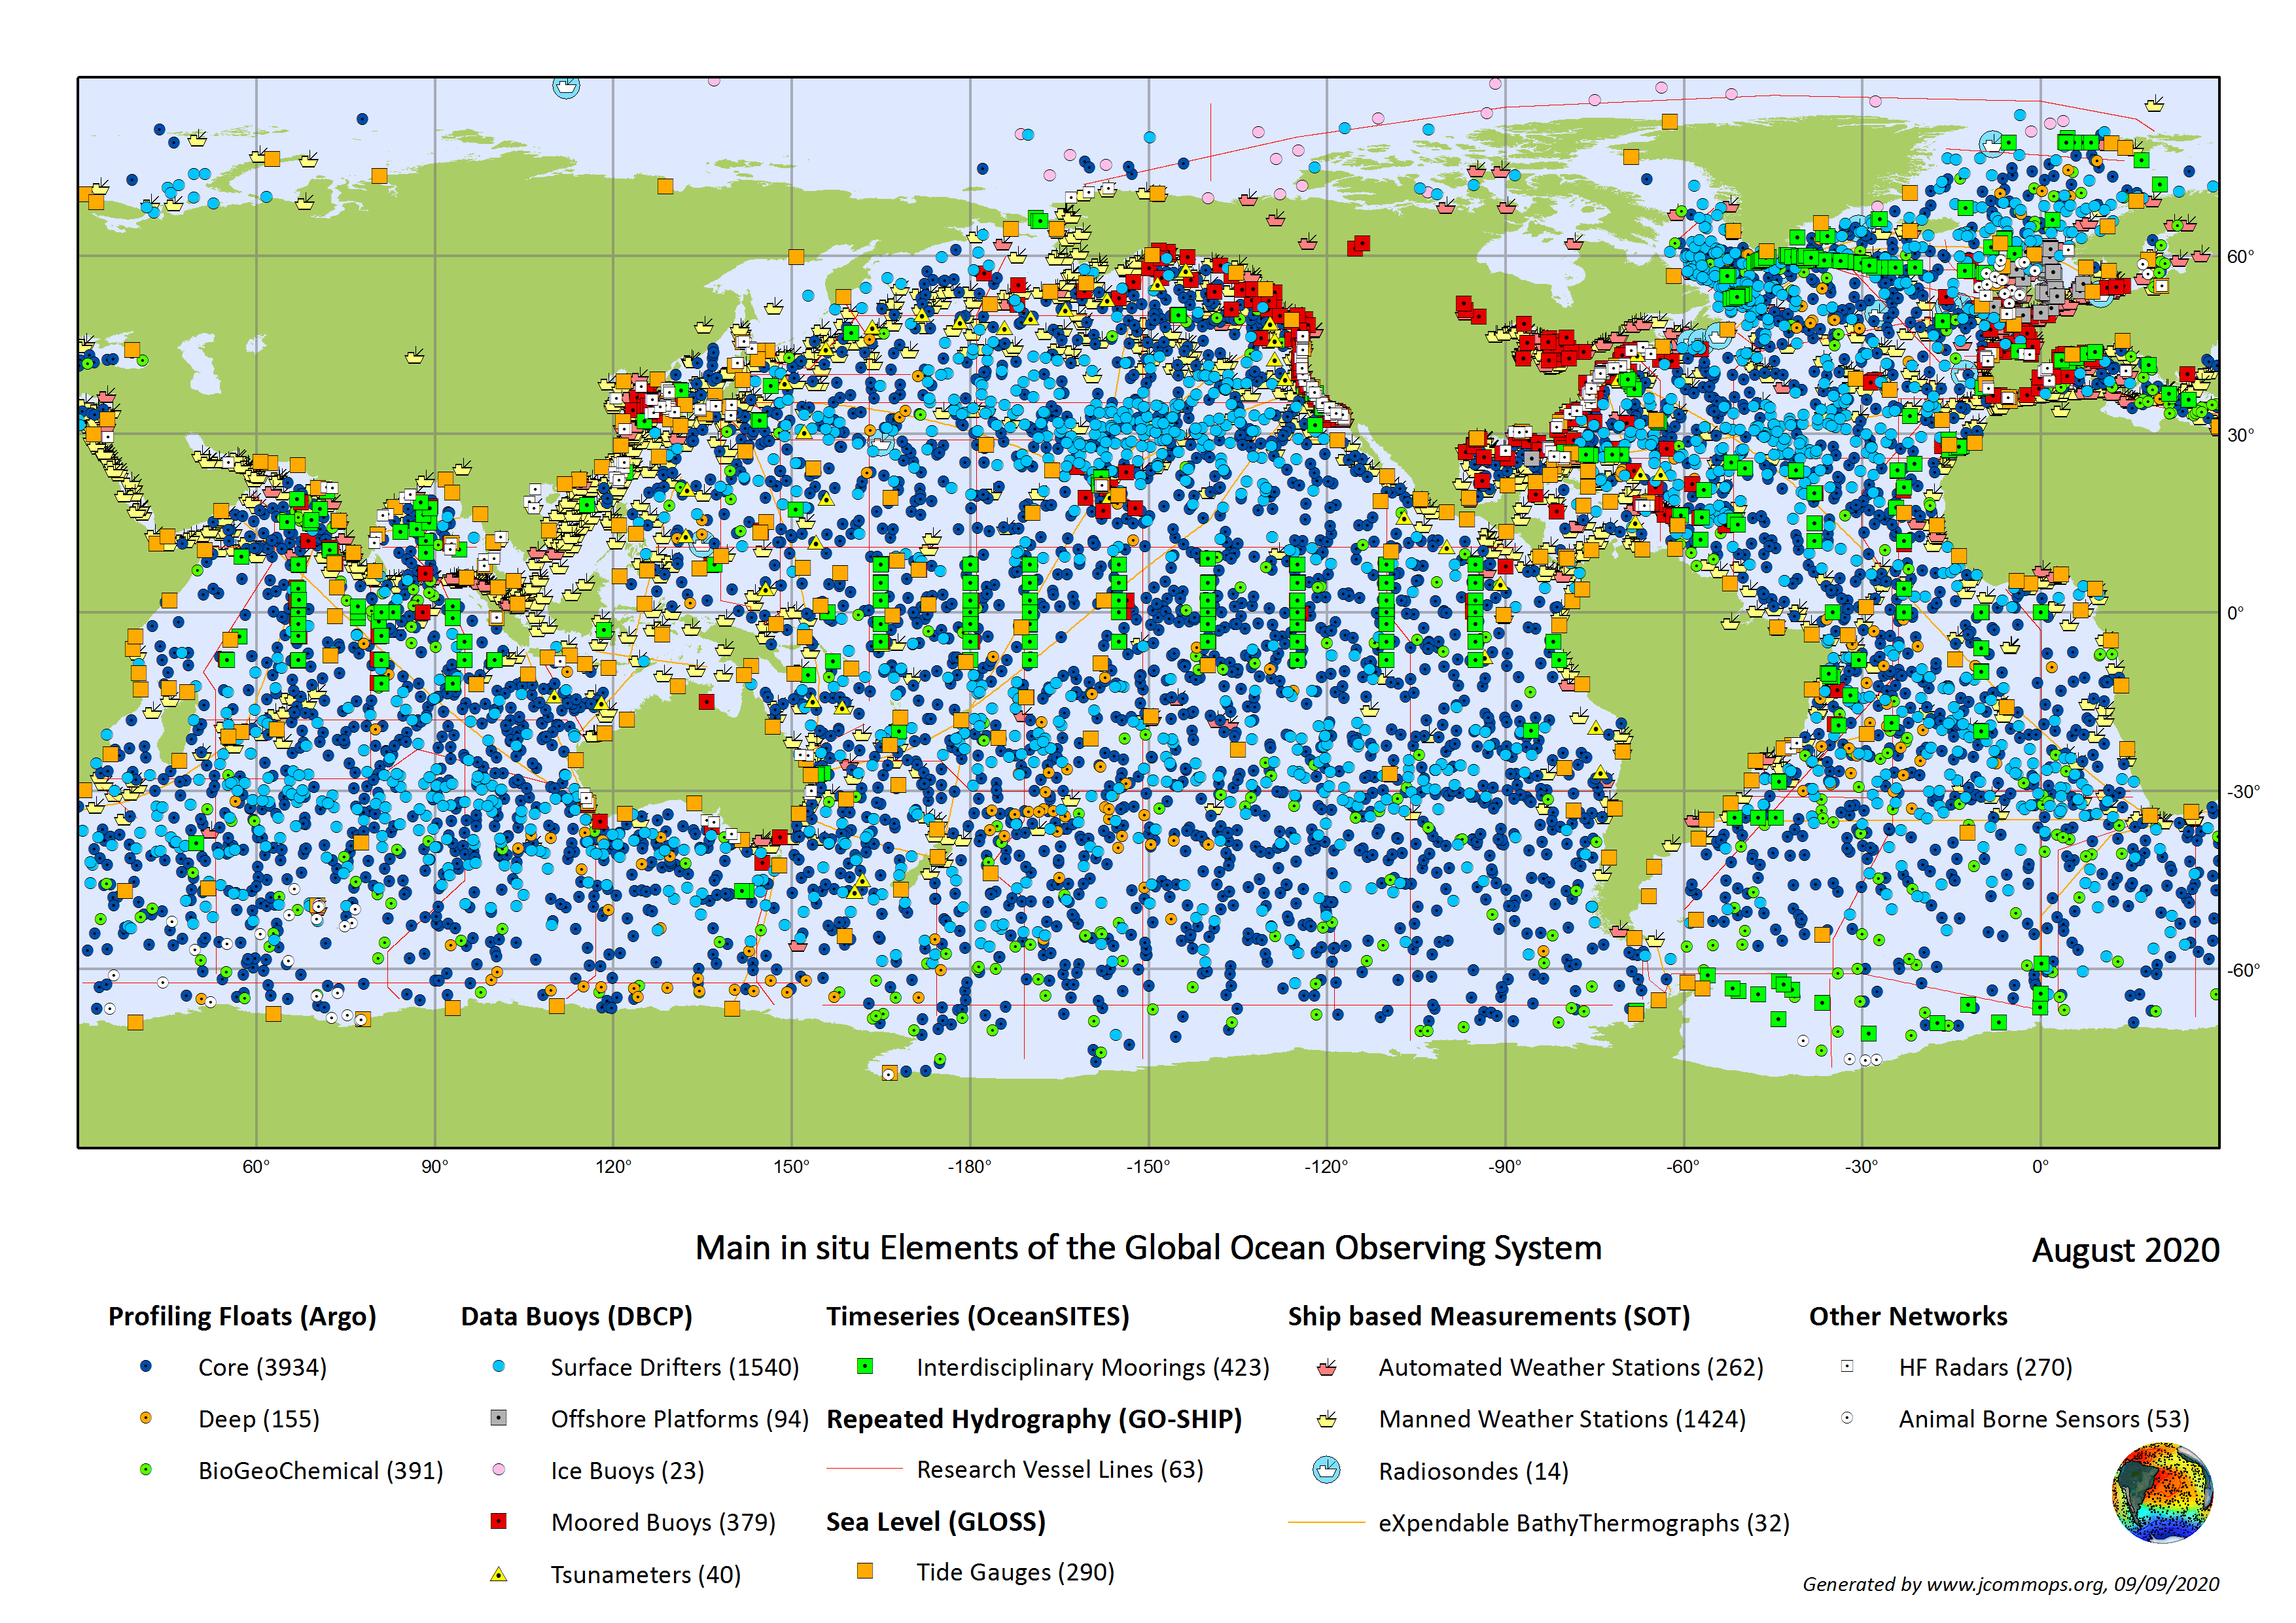 60°
30°
0°
-30°
-60°
60° 90° 120° 150° -180° -150° -120° -90° -60° -30° 0°
Main in situ Elements of the Global Ocean Observing System
August 2020
Profiling Floats (Argo)
Core (3934)
Deep (155)
BioGeoChemical (391)
Data Buoys (DBCP)
Surface Drifters (1540)
Offshore Platforms (94)
Ice Buoys (23)
Moored Buoys (379)
Tsunameters (40)
Timeseries (OceanSITES)
Interdisciplinary Moorings (423)
Repeated Hydrography (GO-SHIP)
Research Vessel Lines (63)
Sea Level (GLOSS)
Tide Gauges (290)
Ship based Measurements (SOT)
Automated Weather Stations (262)
Manned Weather Stations (1424)
Radiosondes (14)
eXpendable BathyThermographs (32)
Other Networks
HF Radars (270)
Animal Borne Sensors (53)
Generated by www.jcommops.org, 09/09/2020